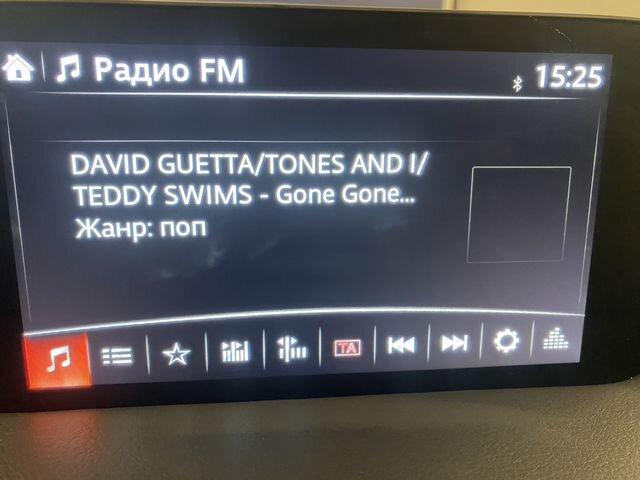 Радио FM
15:25
DAVID GUETTA/TONES AND I/
TEDDY SWIMS - Gone Gone...
Жанр: поп
TA